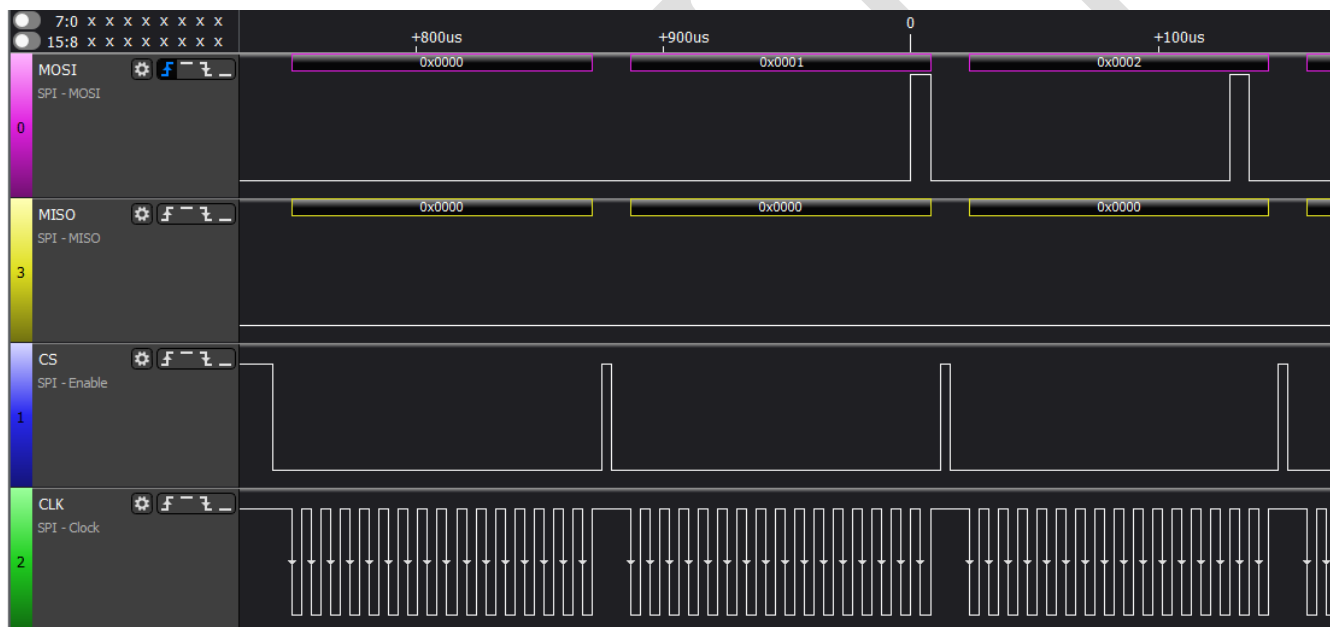 7:0 x x x x x x x x
15:8 x x x x x x x x
+800us +900us 0 +100us
MOSI
SPI - MOSI
0
0x0000 0x0001 0x0002
MISO
SPI - MISO
3
0x0000 0x0000 0x0000
CS
SPI - Enable
1
CLK
SPI - Clock
2